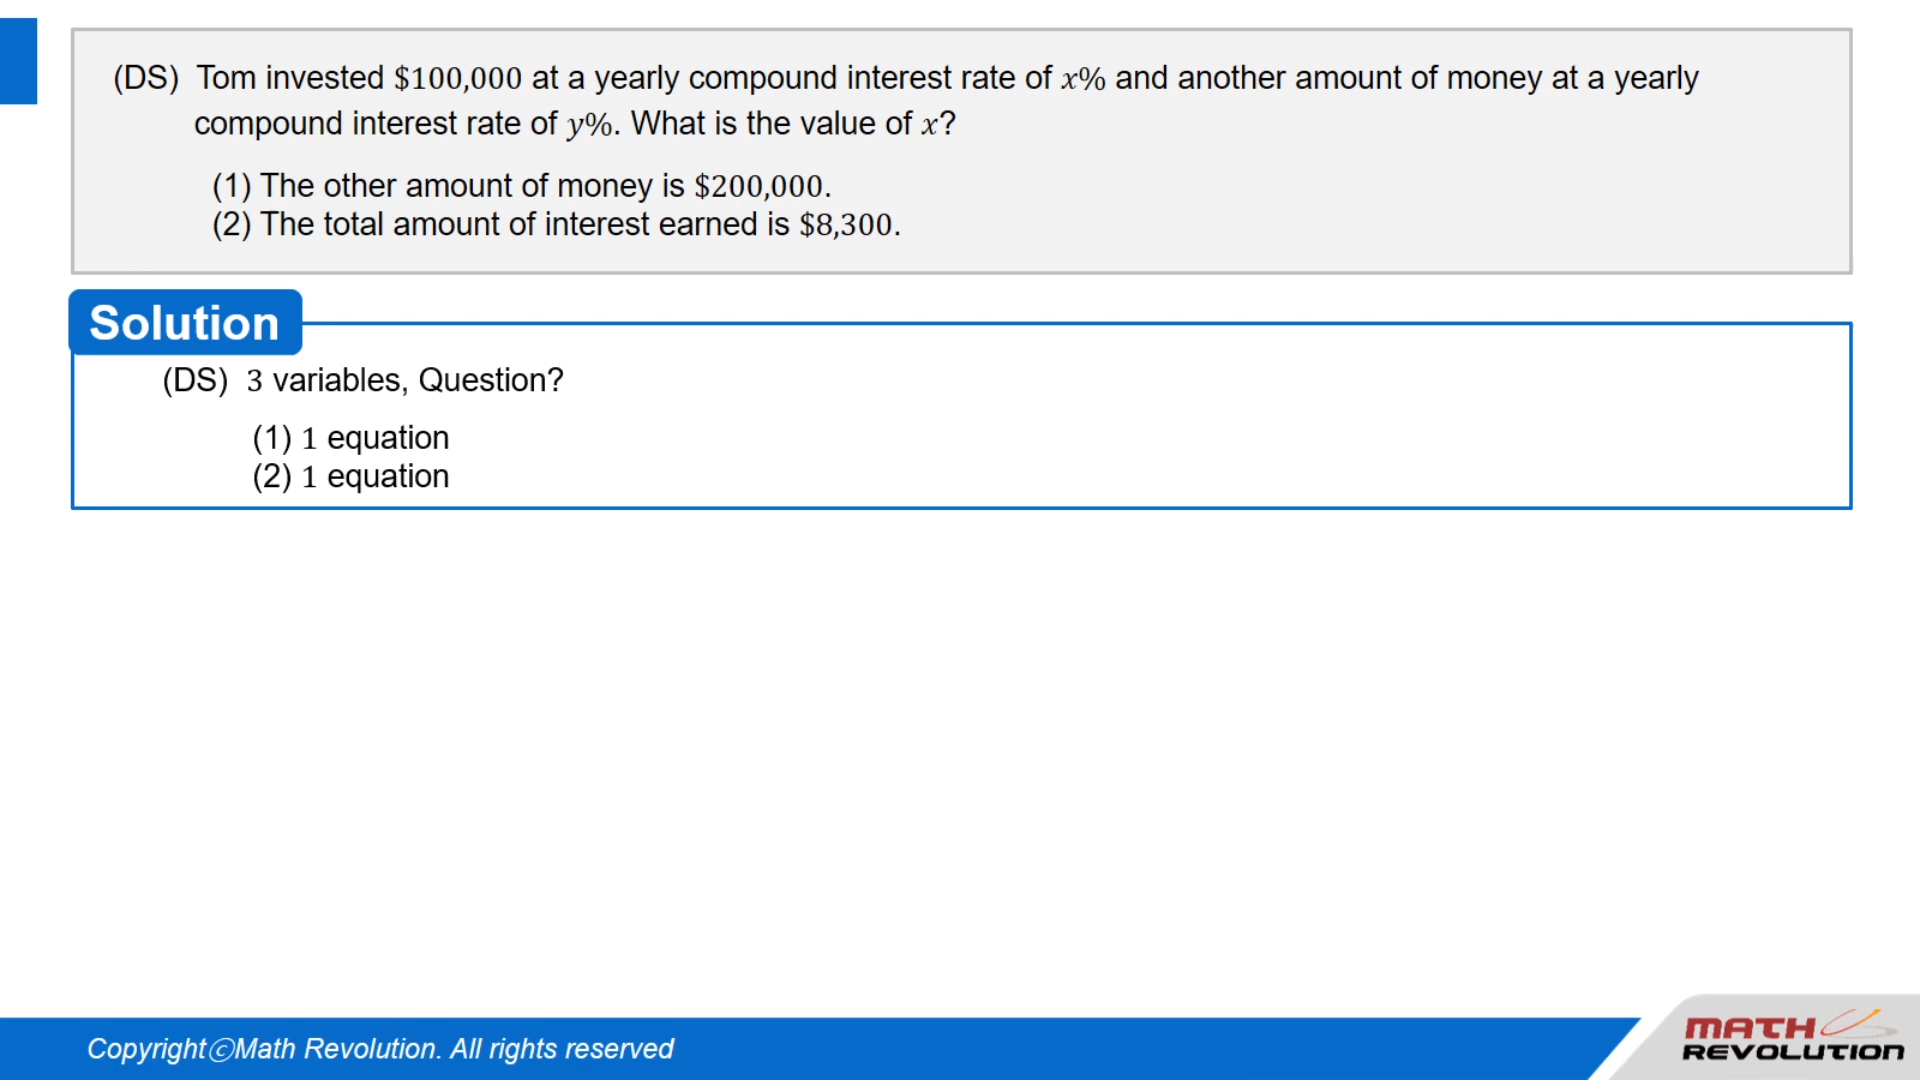 (DS) Tom invested $100,000 at a yearly compound interest rate of x% and another amount of money at a yearly
compound interest rate of y%. What is the value of x?
(1) The other amount of money is $200,000.
(2) The total amount of interest earned is $8,300.
Solution
(DS) 3 variables, Question?
(1) 1 equation
(2) 1 equation
CopyrightⓒMath Revolution. All rights reserved
MATH
REVOLUTION